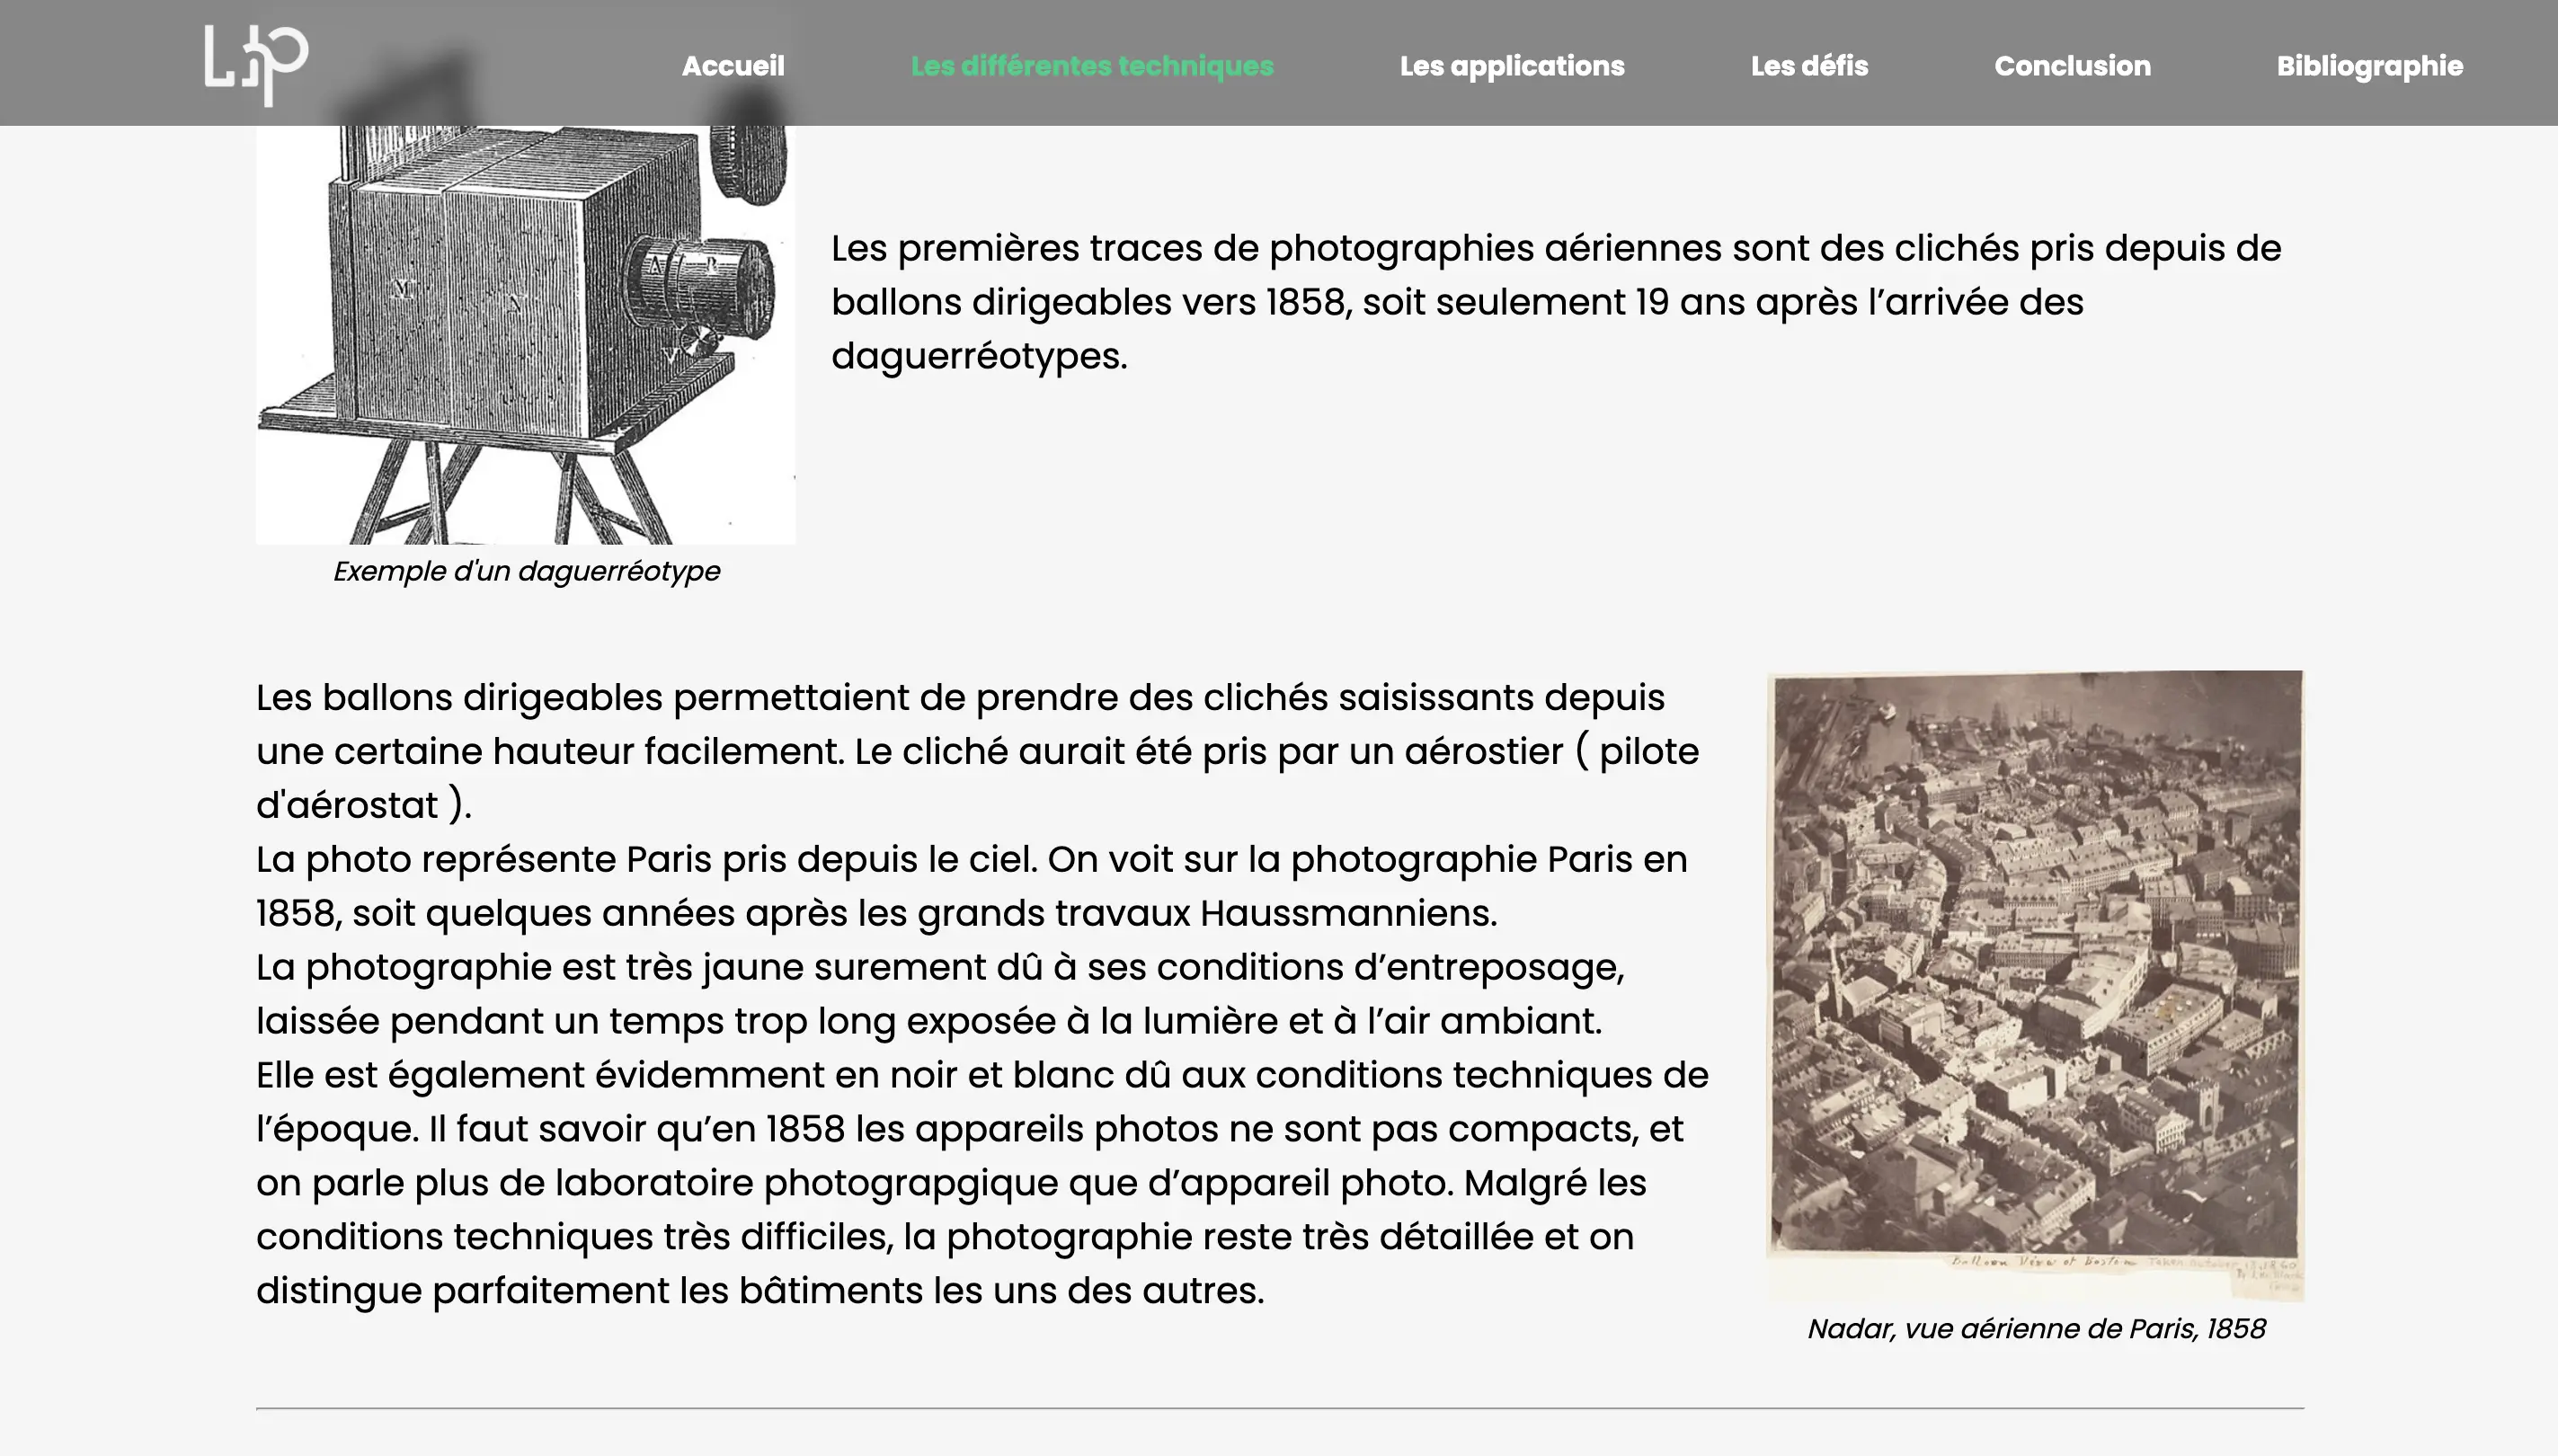 Accueil
Les différentes techniques
Les applications
Les défis
Conclusion
Bibliographie
M
N
A
R
V
Les premières traces de photographies aériennes sont des clichés pris depuis de
ballons dirigeables vers 1858, soit seulement 19 ans après l’arrivée des
daguerréotypes.
Exemple d'un daguerréotype
Les ballons dirigeables permettaient de prendre des clichés saisissants depuis
une certaine hauteur facilement. Le cliché aurait été pris par un aérostier ( pilote
d'aérostat ).
La photo représente Paris pris depuis le ciel. On voit sur la photographie Paris en
1858, soit quelques années après les grands travaux Haussmanniens.
La photographie est très jaune surement dû à ses conditions d’entreposage,
laissée pendant un temps trop long exposée à la lumière et à l’air ambiant.
Elle est également évidemment en noir et blanc dû aux conditions techniques de
l’époque. Il faut savoir qu’en 1858 les appareils photos ne sont pas compacts, et
on parle plus de laboratoire photograpgique que d’appareil photo. Malgré les
conditions techniques très difficiles, la photographie reste très détaillée et on
distingue parfaitement les bâtiments les uns des autres.
Balloon View of Boston Taken October 13, 1860
Nadar, vue aérienne de Paris, 1858